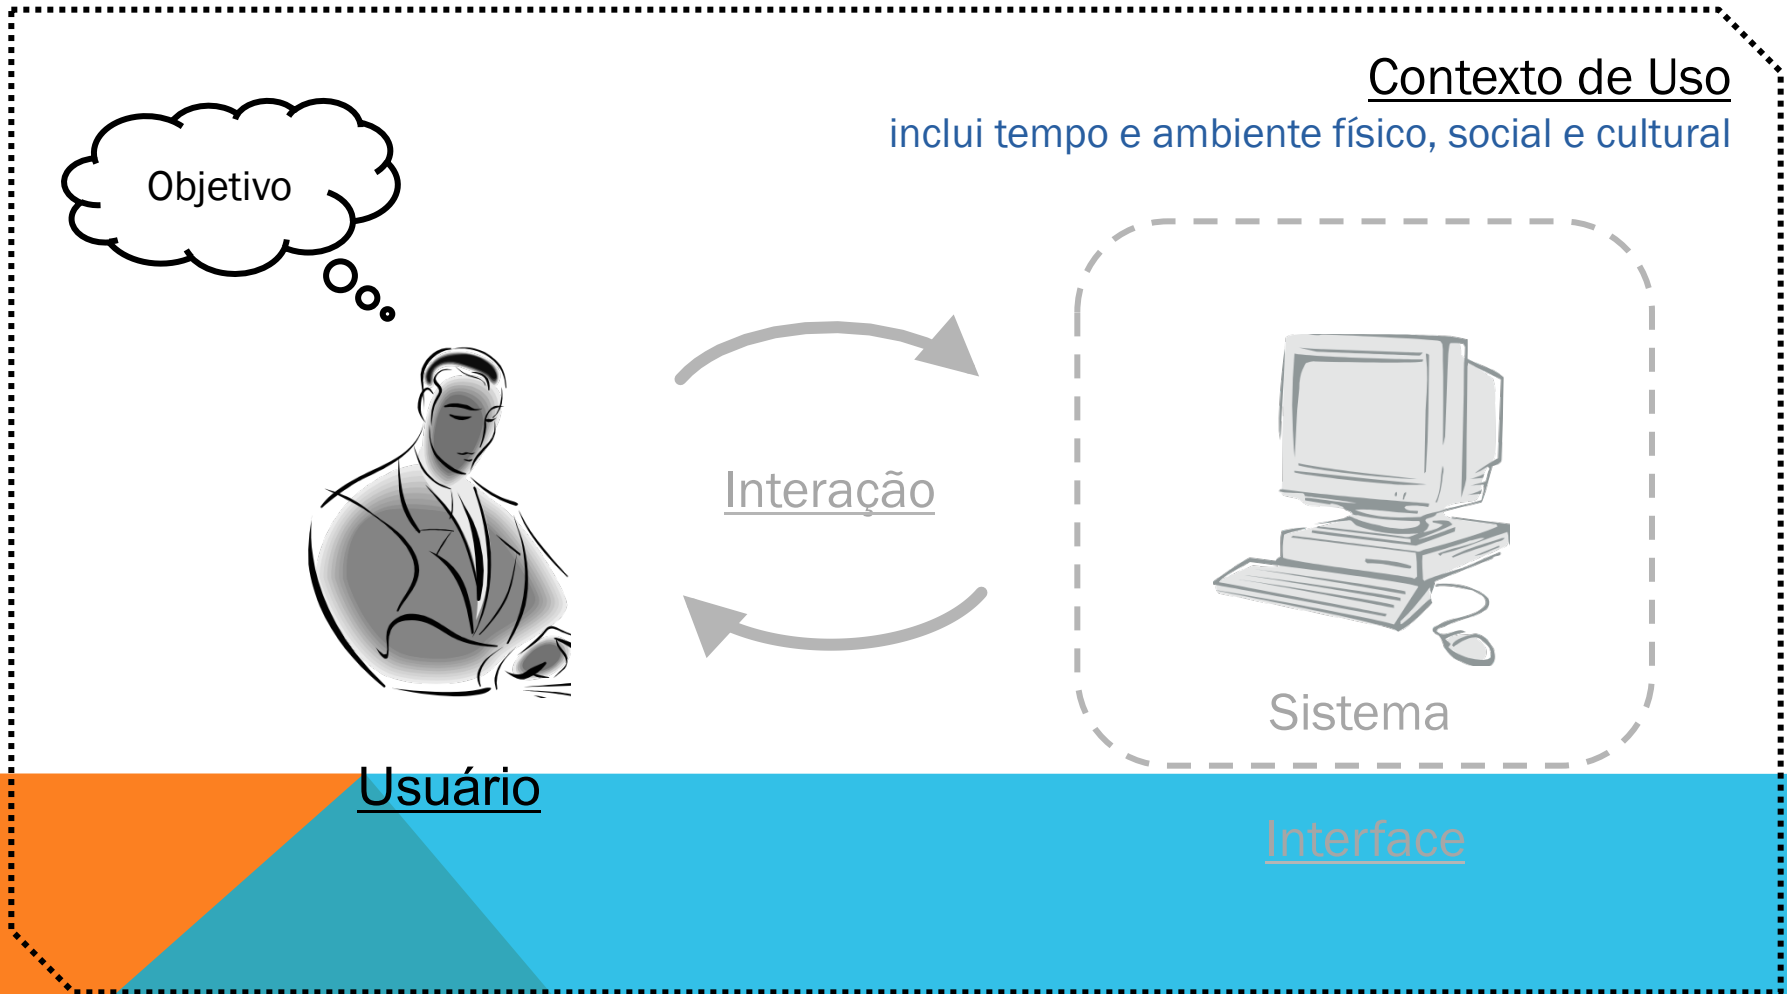 Contexto de Uso
inclui tempo e ambiente físico, social e cultural
Objetivo
Interação
Sistema
Usuário
Interface